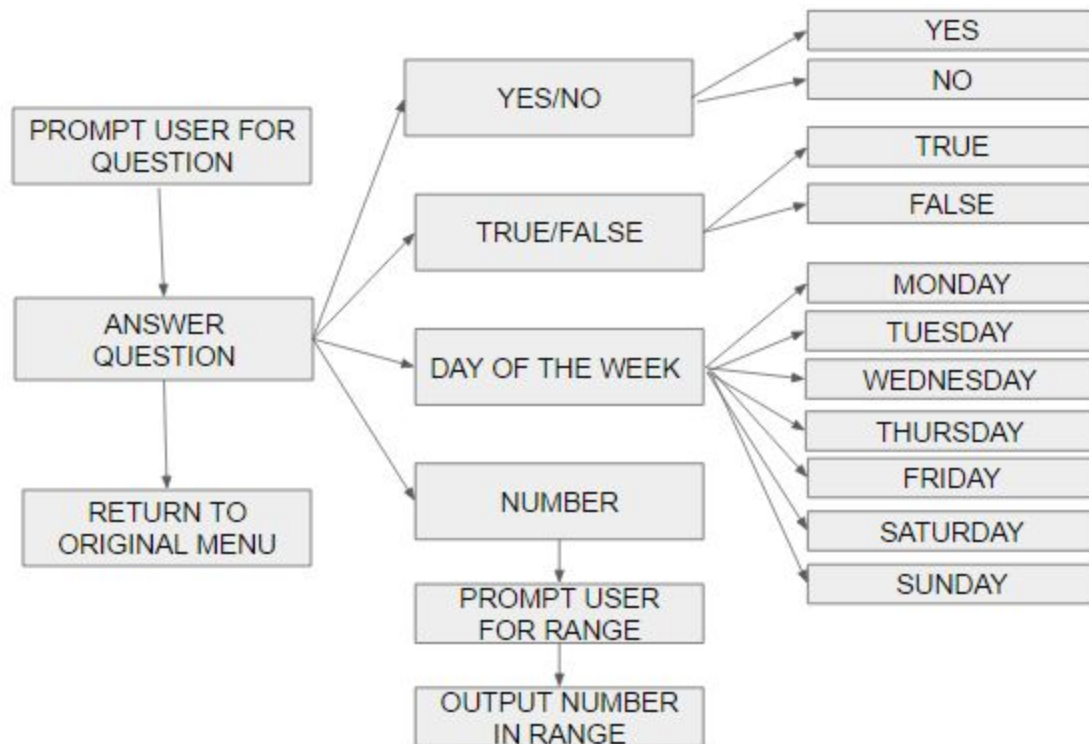 PROMPT USER FOR
QUESTION
ANSWER
QUESTION
RETURN TO
ORIGINAL MENU
YES/NO
TRUE/FALSE
DAY OF THE WEEK
NUMBER
PROMPT USER
FOR RANGE
OUTPUT NUMBER
IN RANGE
YES
NO
TRUE
FALSE
MONDAY
TUESDAY
WEDNESDAY
THURSDAY
FRIDAY
SATURDAY
SUNDAY